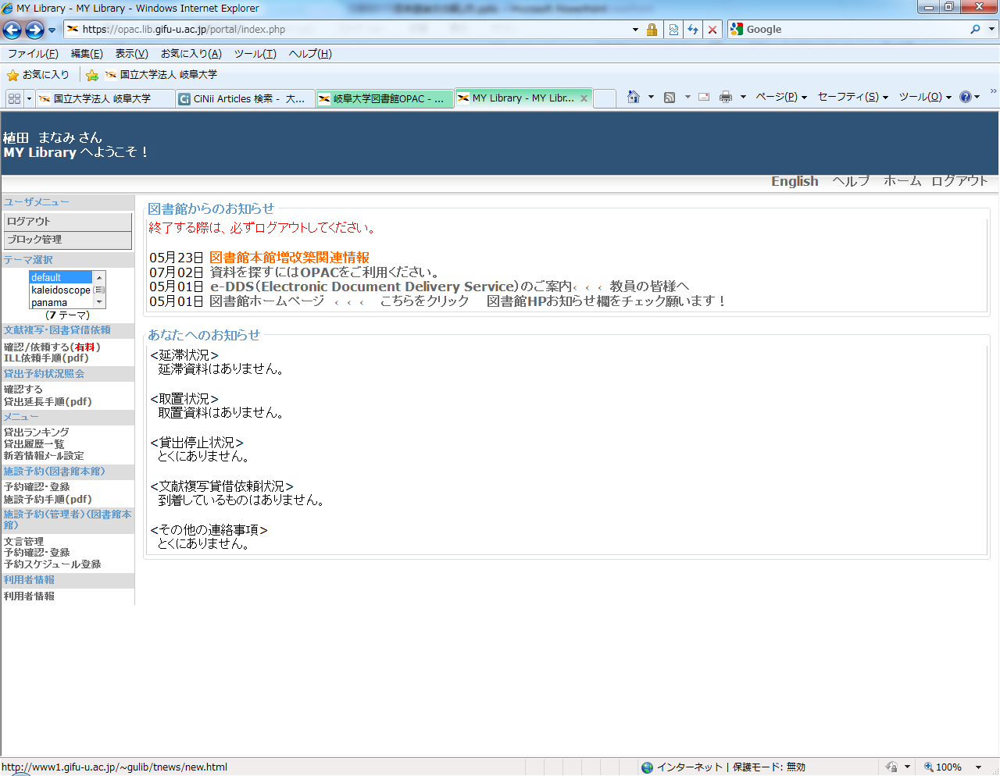 MY Library - MY Library - Windows Internet Explorer
https://opac.lib.gifu-u.ac.jp/portal/index.php
Google
ファイル(F) 編集(E) 表示(V) お気に入り(A) ツール(T) ヘルプ(H)
お気に入り 国立大学法人 岐阜大学
国立大学法人 岐阜大学 CiNii Articles 検索 - 大... 岐阜大学図書館OPAC - ... MY Library - MY Libr... ページ(P) セーフティ(S) ツール(O)
植田 まなみ さん
MY Library へようこそ！
English ヘルプ ホーム ログアウト
ユーザメニュー
ログアウト
ブロック管理
テーマ選択
default
kaleidoscope
panama
(7 テーマ)
文献複写・図書貸借依頼
確認/依頼する(有料)
ILL依頼手順(pdf)
貸出予約状況照会
確認する
貸出延長手順(pdf)
メニュー
貸出ランキング
貸出履歴一覧
新着情報メール設定
施設予約(図書館本館)
予約確認・登録
施設予約手順(pdf)
施設予約(管理者)(図書館本
館)
文言管理
予約確認・登録
予約スケジュール登録
利用者情報
利用者情報
図書館からのお知らせ
終了する際は、必ずログアウトしてください。
05月23日 図書館本館増改築関連情報
07月02日 資料を探すにはOPACをご利用ください。
05月01日 e-DDS（Electronic Document Delivery Service）のご案内＜＜＜ 教員の皆様へ
05月01日 図書館ホームページ ＜＜＜ こちらをクリック 図書館HPお知らせ欄をチェック願います！
あなたへのお知らせ
<延滞状況>
延滞資料はありません。
<取置状況>
取置資料はありません。
<貸出停止状況>
とくにありません。
<文献複写貸借依頼状況>
到着しているものはありません。
<その他の連絡事項>
とくにありません。
http://www1.gifu-u.ac.jp/~gulib/tnews/new.html
インターネット | 保護モード: 無効
100%